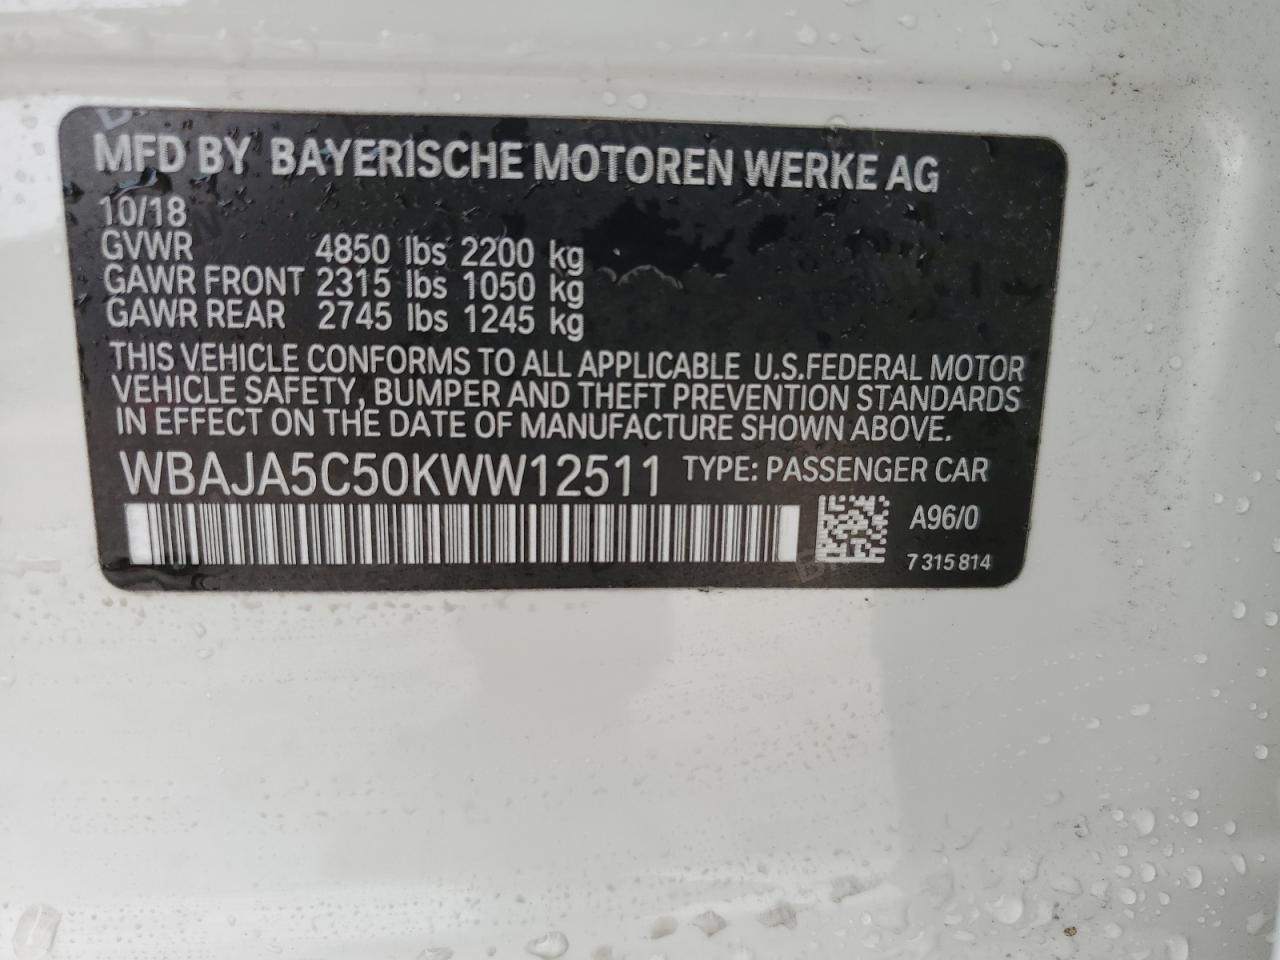 MFD BY BAYERISCHE MOTOREN WERKE AG
10/18
GVWR 4850 lbs 2200 kg
GAWR FRONT 2315 lbs 1050 kg
GAWR REAR 2745 lbs 1245 kg
THIS VEHICLE CONFORMS TO ALL APPLICABLE U.S.FEDERAL MOTOR
VEHICLE SAFETY, BUMPER AND THEFT PREVENTION STANDARDS
IN EFFECT ON THE DATE OF MANUFACTURE SHOWN ABOVE.
WBAJA5C50KWW12511 TYPE: PASSENGER CAR
A96/0
7 315 814